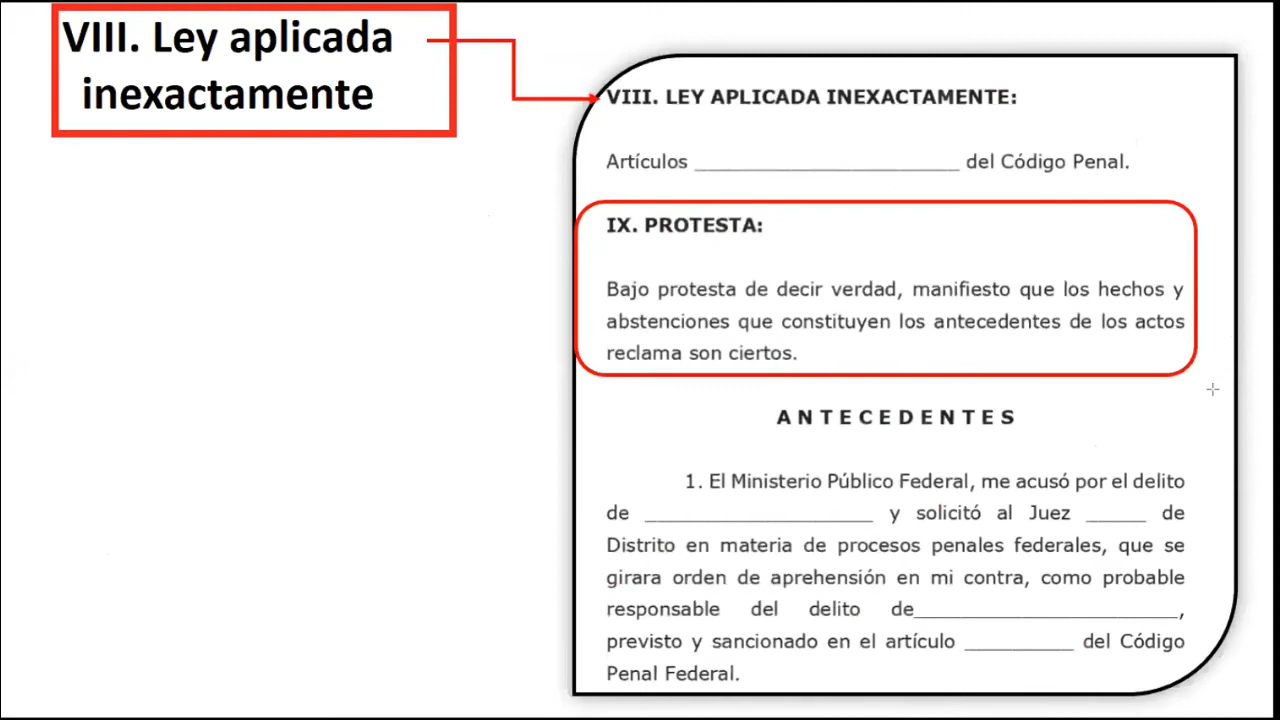 VIII. Ley aplicada
inexactamente
VIII. LEY APLICADA INEXACTAMENTE:
Artículos ________________________ del Código Penal.
IX. PROTESTA:
Bajo protesta de decir verdad, manifiesto que los hechos y
abstenciones que constituyen los antecedentes de los actos
reclama son ciertos.
A N T E C E D E N T E S
1. El Ministerio Público Federal, me acusó por el delito
de _____________________ y solicitó al Juez ______ de
Distrito en materia de procesos penales federales, que se
girara orden de aprehensión en mi contra, como probable
responsable del delito de________________________,
previsto y sancionado en el artículo __________ del Código
Penal Federal.